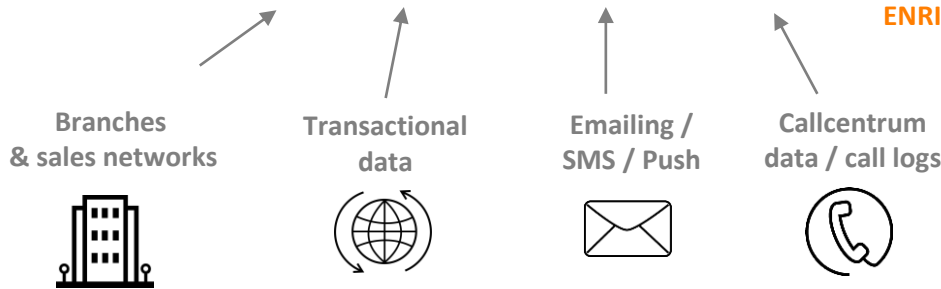 ENRI
Branches
& sales networks
Transactional
data
Emailing /
SMS / Push
Callcentrum
data / call logs